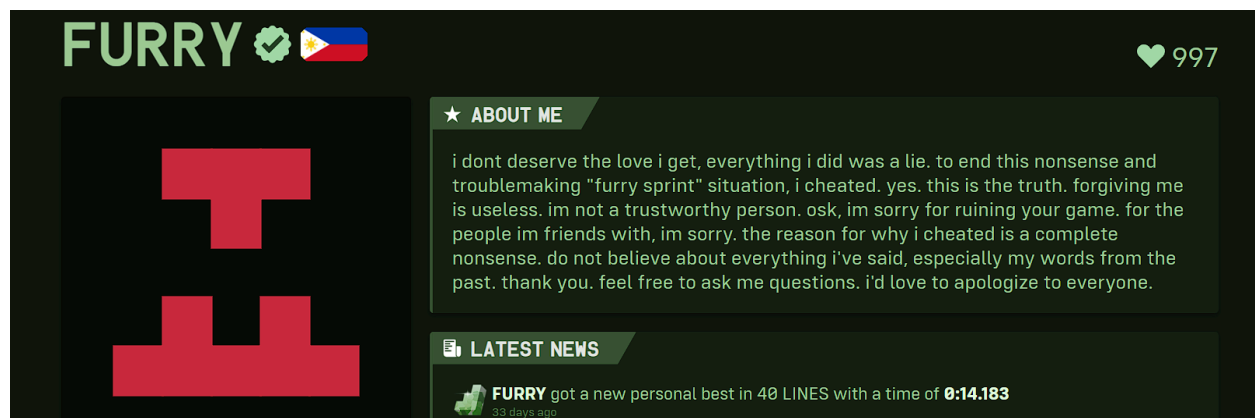 FURRY
997
ABOUT ME
i dont deserve the love i get, everything i did was a lie. to end this nonsense and
troublemaking "furry sprint" situation, i cheated. yes. this is the truth. forgiving me
is useless. im not a trustworthy person. osk, im sorry for ruining your game. for the
people im friends with, im sorry. the reason for why i cheated is a complete
nonsense. do not believe about everything i've said, especially my words from the
past. thank you. feel free to ask me questions. i'd love to apologize to everyone.
LATEST NEWS
FURRY got a new personal best in 40 LINES with a time of 0:14.183
33 days ago